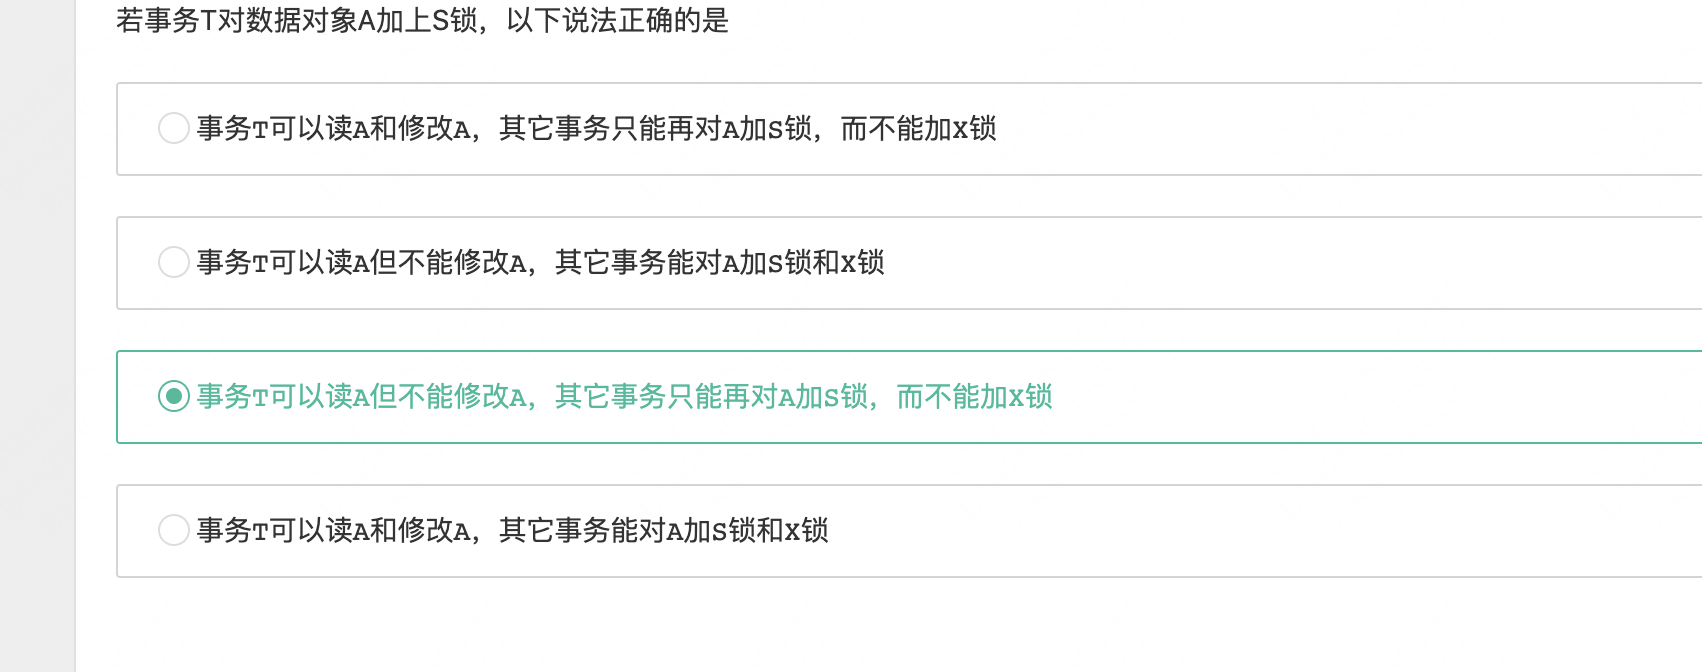 若事务T对数据对象A加上S锁，以下说法正确的是
事务T可以读A和修改A，其它事务只能再对A加S锁，而不能加X锁
事务T可以读A但不能修改A，其它事务能对A加S锁和X锁
事务T可以读A但不能修改A，其它事务只能再对A加S锁，而不能加X锁
事务T可以读A和修改A，其它事务能对A加S锁和X锁